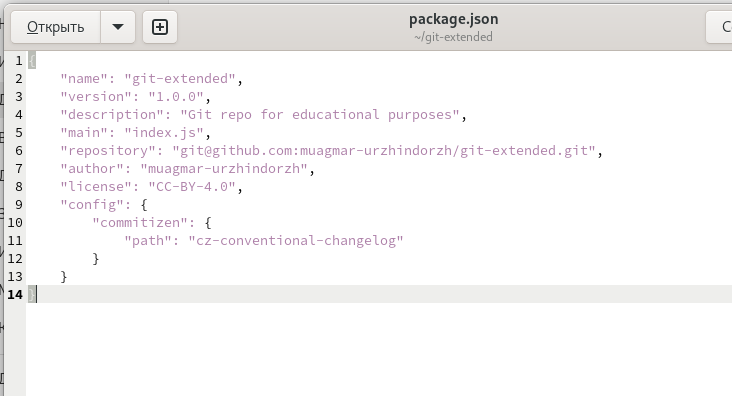 Открыть
package.json
~/git-extended
1 {
2 "name": "git-extended",
3 "version": "1.0.0",
4 "description": "Git repo for educational purposes",
5 "main": "index.js",
6 "repository": "git@github.com:muagmar-urzhindorzh/git-extended.git",
7 "author": "muagmar-urzhindorzh",
8 "license": "CC-BY-4.0",
9 "config": {
10 "commitizen": {
11 "path": "cz-conventional-changelog"
12 }
13 }
14 }